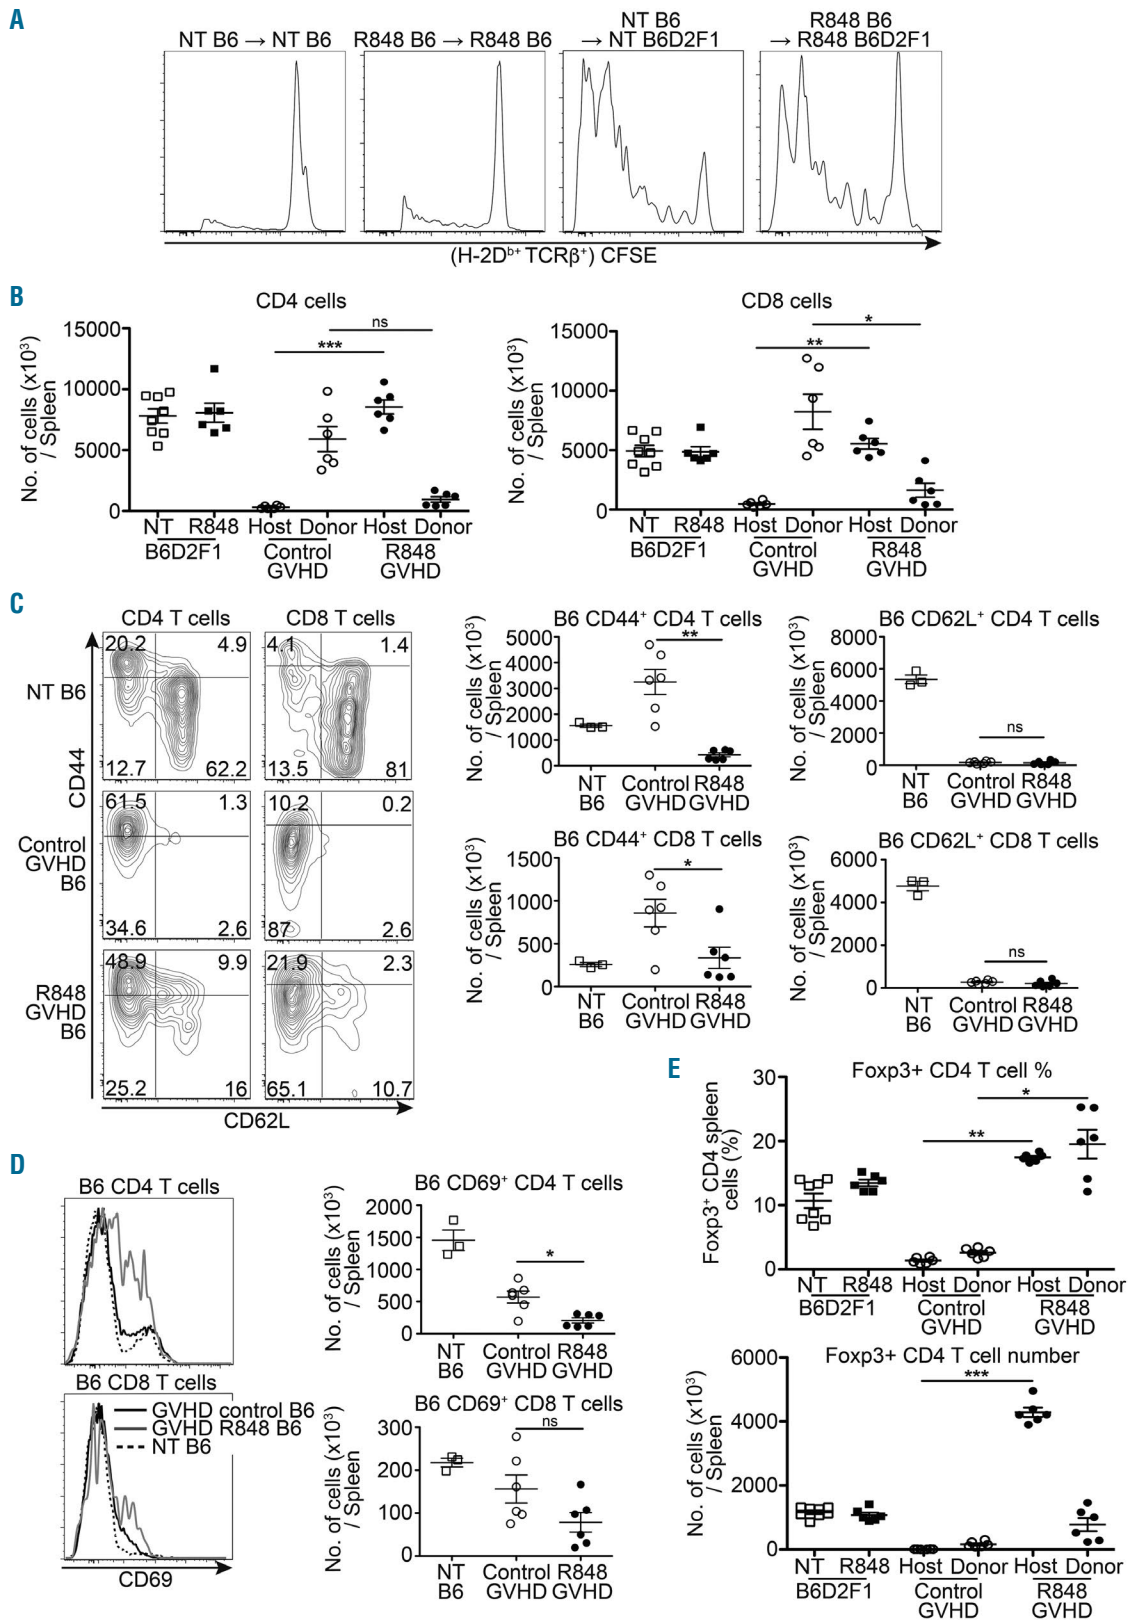 A
NT B6 → NT B6
R848 B6 → R848 B6
NT B6
→ NT B6D2F1
R848 B6
→ R848 B6D2F1
(H-2Dᵇ⁺ TCRβ⁺) CFSE
B
CD4 cells
No. of cells (x10³)
/ Spleen
15000
10000
5000
0
ns
***
NT R848 Host Donor Host Donor
B6D2F1 Control R848
GVHD GVHD
CD8 cells
No. of cells (x10³)
/ Spleen
15000
10000
5000
0
*
**
NT R848 Host Donor Host Donor
B6D2F1 Control R848
GVHD GVHD
C
CD4 T cells CD8 T cells
CD44
NT B6
20.2 4.9 4.1 1.4
12.7 62.2 13.5 81
Control
GVHD
B6
61.5 1.3 10.2 0.2
34.6 2.6 87 2.6
R848
GVHD
B6
48.9 9.9 21.9 2.3
25.2 16 65.1 10.7
CD62L
B6 CD44⁺ CD4 T cells
No. of cells (x10³)
/ Spleen
5000
4000
3000
2000
1000
0
**
NT Control R848
B6 GVHD GVHD
B6 CD62L⁺ CD4 T cells
No. of cells (x10³)
/ Spleen
8000
6000
4000
2000
0
ns
NT Control R848
B6 GVHD GVHD
B6 CD44⁺ CD8 T cells
No. of cells (x10³)
/ Spleen
1500
1000
500
0
*
NT Control R848
B6 GVHD GVHD
B6 CD62L⁺ CD8 T cells
No. of cells (x10³)
/ Spleen
6000
4000
2000
0
ns
NT Control R848
B6 GVHD GVHD
D
B6 CD4 T cells
B6 CD8 T cells
GVHD control B6
GVHD R848 B6
NT B6
CD69
B6 CD69⁺ CD4 T cells
No. of cells (x10³)
/ Spleen
2000
1500
1000
500
0
*
NT Control R848
B6 GVHD GVHD
B6 CD69⁺ CD8 T cells
No. of cells (x10³)
/ Spleen
300
200
100
0
ns
NT Control R848
B6 GVHD GVHD
E
Foxp3+ CD4 T cell %
Foxp3⁺ CD4 spleen
cells (%)
30
20
10
0
*
**
NT R848 Host Donor Host Donor
B6D2F1 Control R848
GVHD GVHD
Foxp3+ CD4 T cell number
No. of cells (x10³)
/ Spleen
6000
4000
2000
0
***
NT R848 Host Donor Host Donor
B6D2F1 Control R848
GVHD GVHD